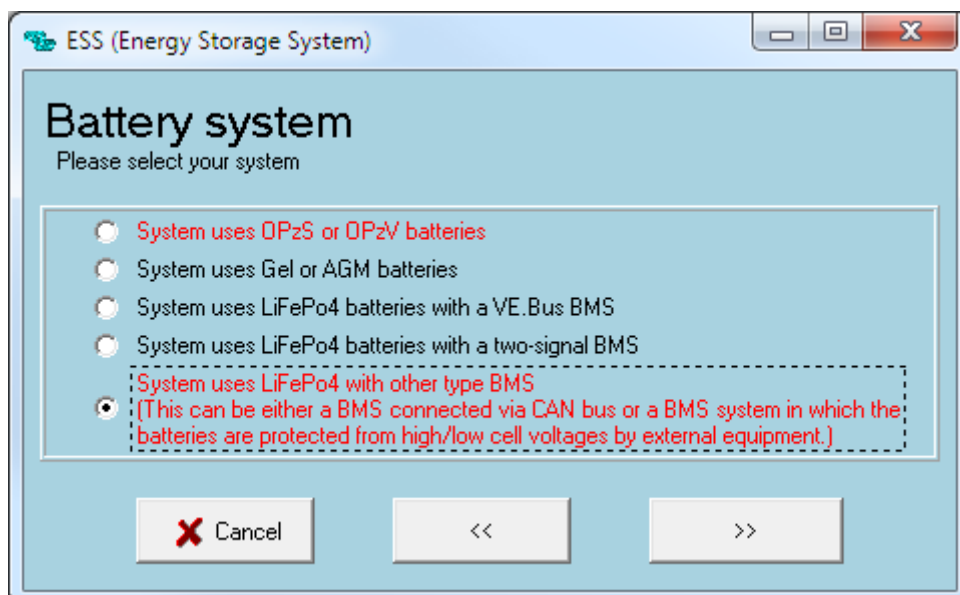 ESS (Energy Storage System)
Battery system
Please select your system
System uses OPzS or OPzV batteries
System uses Gel or AGM batteries
System uses LiFePo4 batteries with a VE.Bus BMS
System uses LiFePo4 batteries with a two-signal BMS
System uses LiFePo4 with other type BMS
(This can be either a BMS connected via CAN bus or a BMS system in which the
batteries are protected from high/low cell voltages by external equipment.)
Cancel
<<
>>